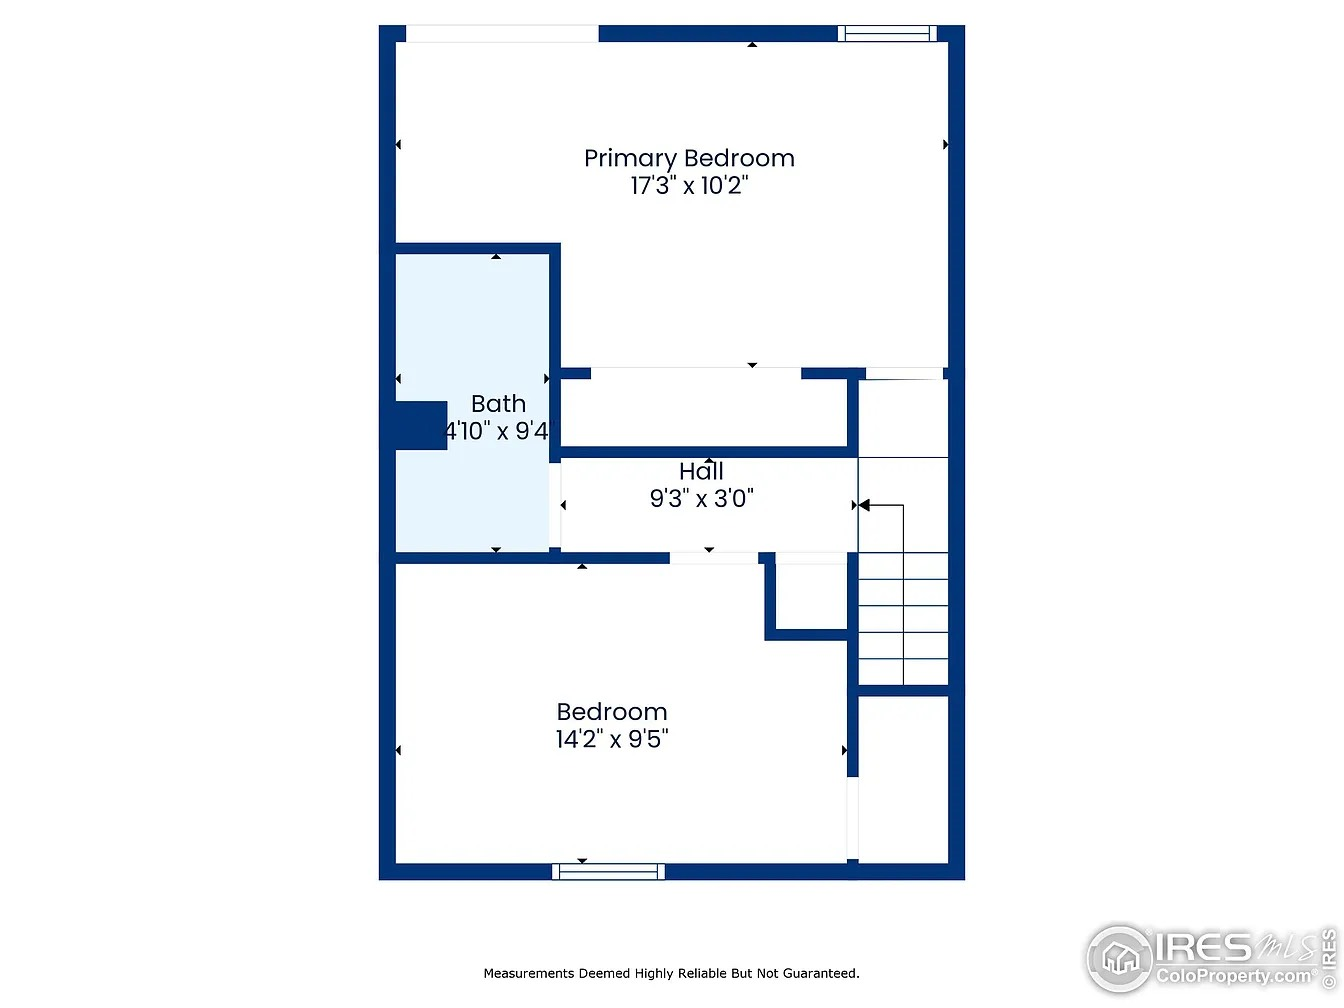 Primary Bedroom
17'3" x 10'2"
Bath
4'10" x 9'4"
Hall
9'3" x 3'0"
Bedroom
14'2" x 9'5"
Measurements Deemed Highly Reliable But Not Guaranteed.
IRES MLS
ColoProperty.com®
© IRES